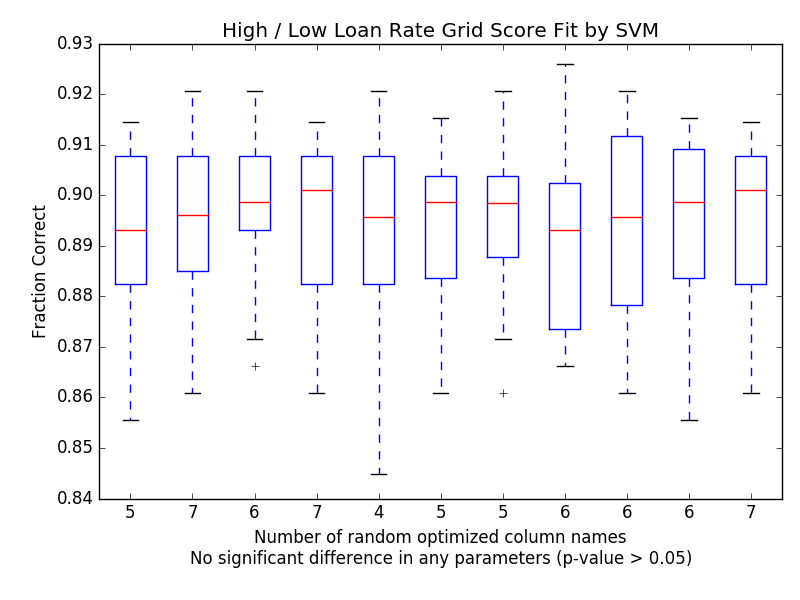 High / Low Loan Rate Grid Score Fit by SVM
0.93
0.92
0.91
0.90
0.89
0.88
0.87
0.86
0.85
0.84
Fraction Correct
5 7 6 7 4 5 5 6 6 6 7
Number of random optimized column names
No significant difference in any parameters (p-value > 0.05)